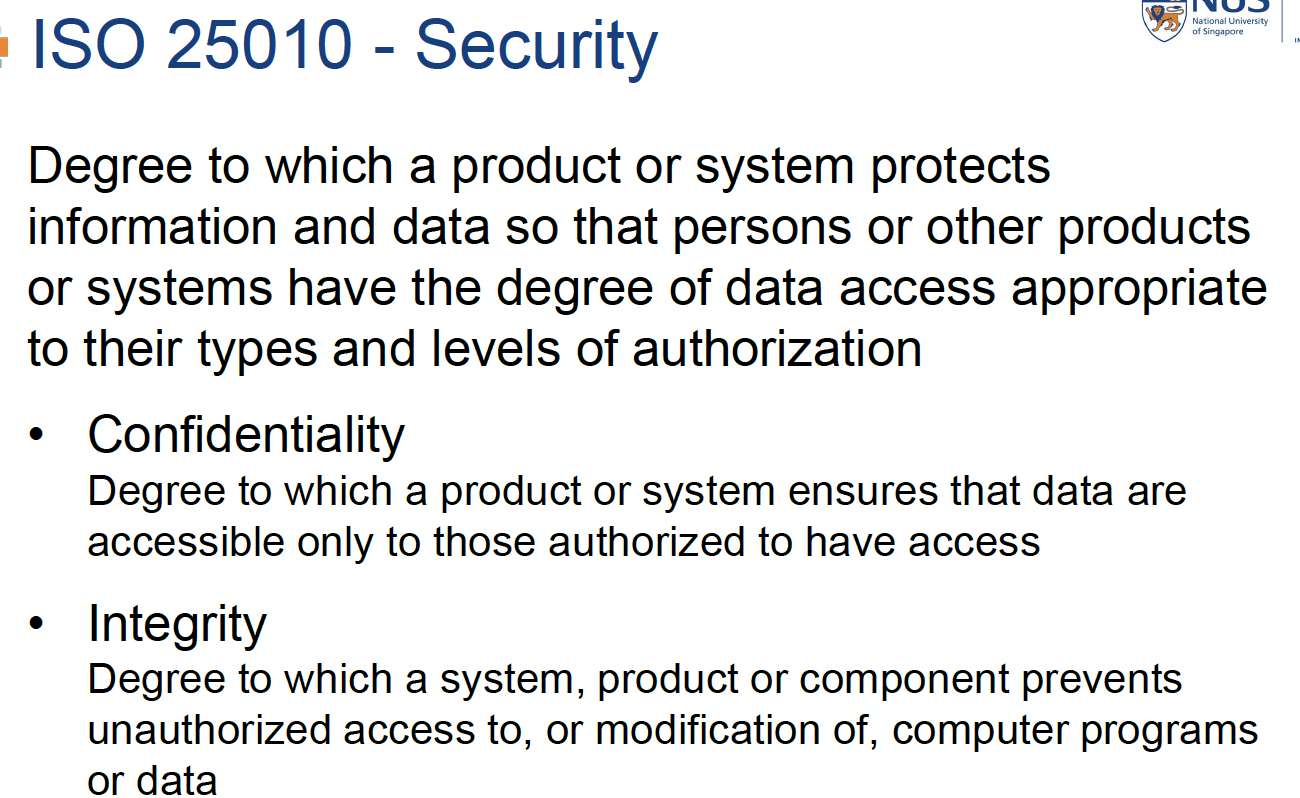 ISO 25010 - Security
NUS
National University
of Singapore
Degree to which a product or system protects
information and data so that persons or other products
or systems have the degree of data access appropriate
to their types and levels of authorization
• Confidentiality
Degree to which a product or system ensures that data are
accessible only to those authorized to have access
• Integrity
Degree to which a system, product or component prevents
unauthorized access to, or modification of, computer programs
or data